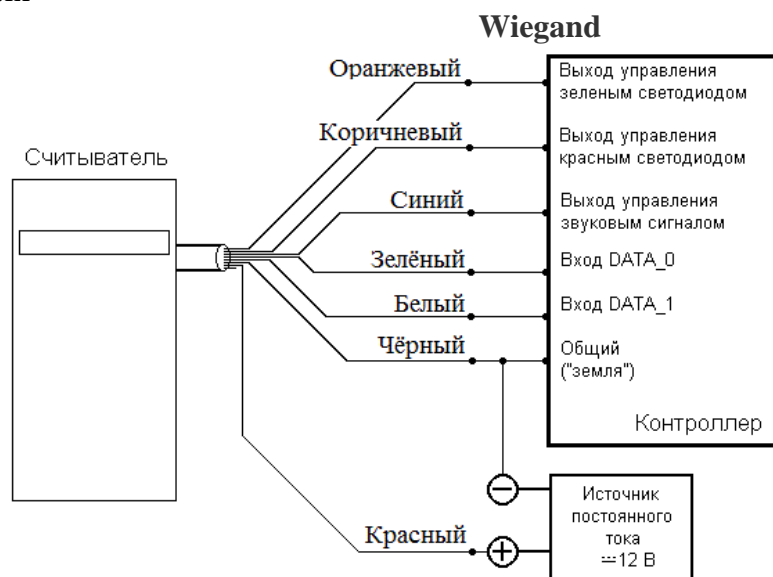 Wiegand
Оранжевый
Выход управления
зеленым светодиодом
Коричневый
Выход управления
красным светодиодом
Считыватель
Синий
Выход управления
звуковым сигналом
Зелёный
Вход DATA_0
Белый
Вход DATA_1
Чёрный
Общий
("земля")
Контроллер
Источник
постоянного
тока
⎓12 В
Красный